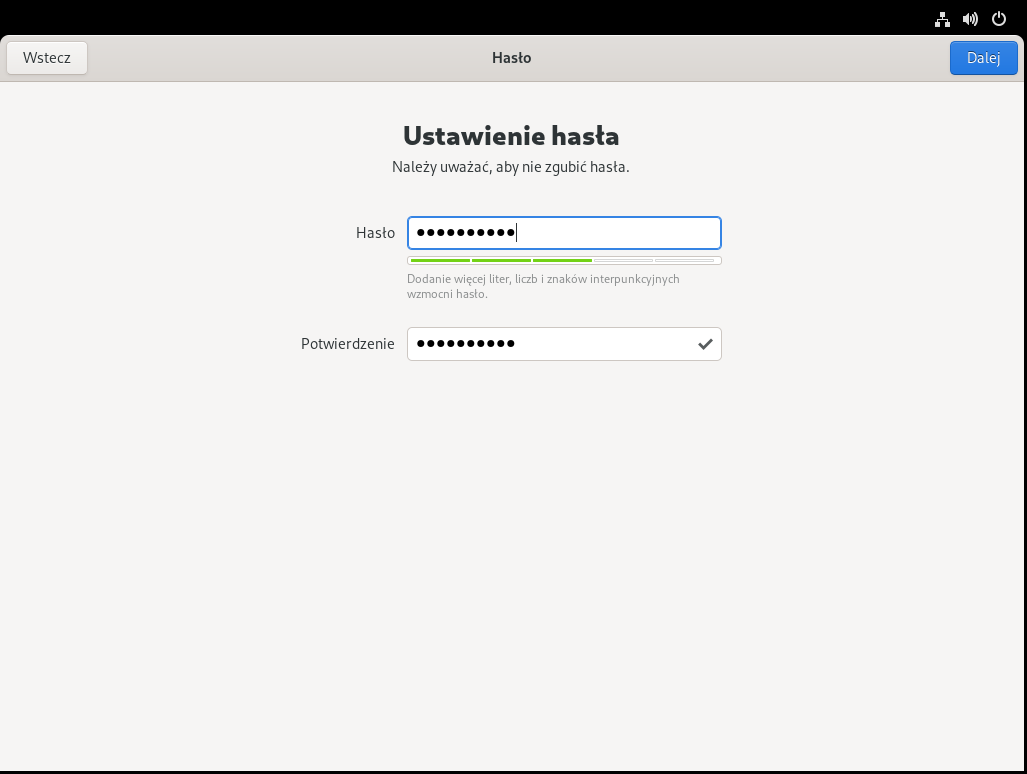 Wstecz
Hasło
Dalej
Ustawienie hasła
Należy uważać, aby nie zgubić hasła.
Hasło
●●●●●●●●●●
Dodanie więcej liter, liczb i znaków interpunkcyjnych
wzmocni hasło.
Potwierdzenie
●●●●●●●●●●